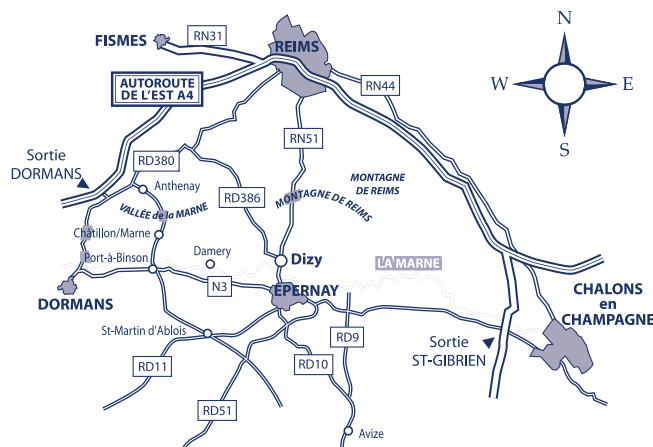 N
FISMES
RN31
REIMS
AUTOROUTE
DE L'EST A4
RN44
W
E
S
RN51
Sortie
DORMANS
RD380
Anthenay
MONTAGNE
DE REIMS
RD386
MONTAGNE DE REIMS
VALLÉE de la MARNE
Châtillon/Marne
Damery
Dizy
LA MARNE
Port-à-Binson
N3
EPERNAY
DORMANS
CHALONS
en
CHAMPAGNE
St-Martin d'Ablois
RD9
Sortie
ST-GIBRIEN
RD11
RD10
RD51
Avize